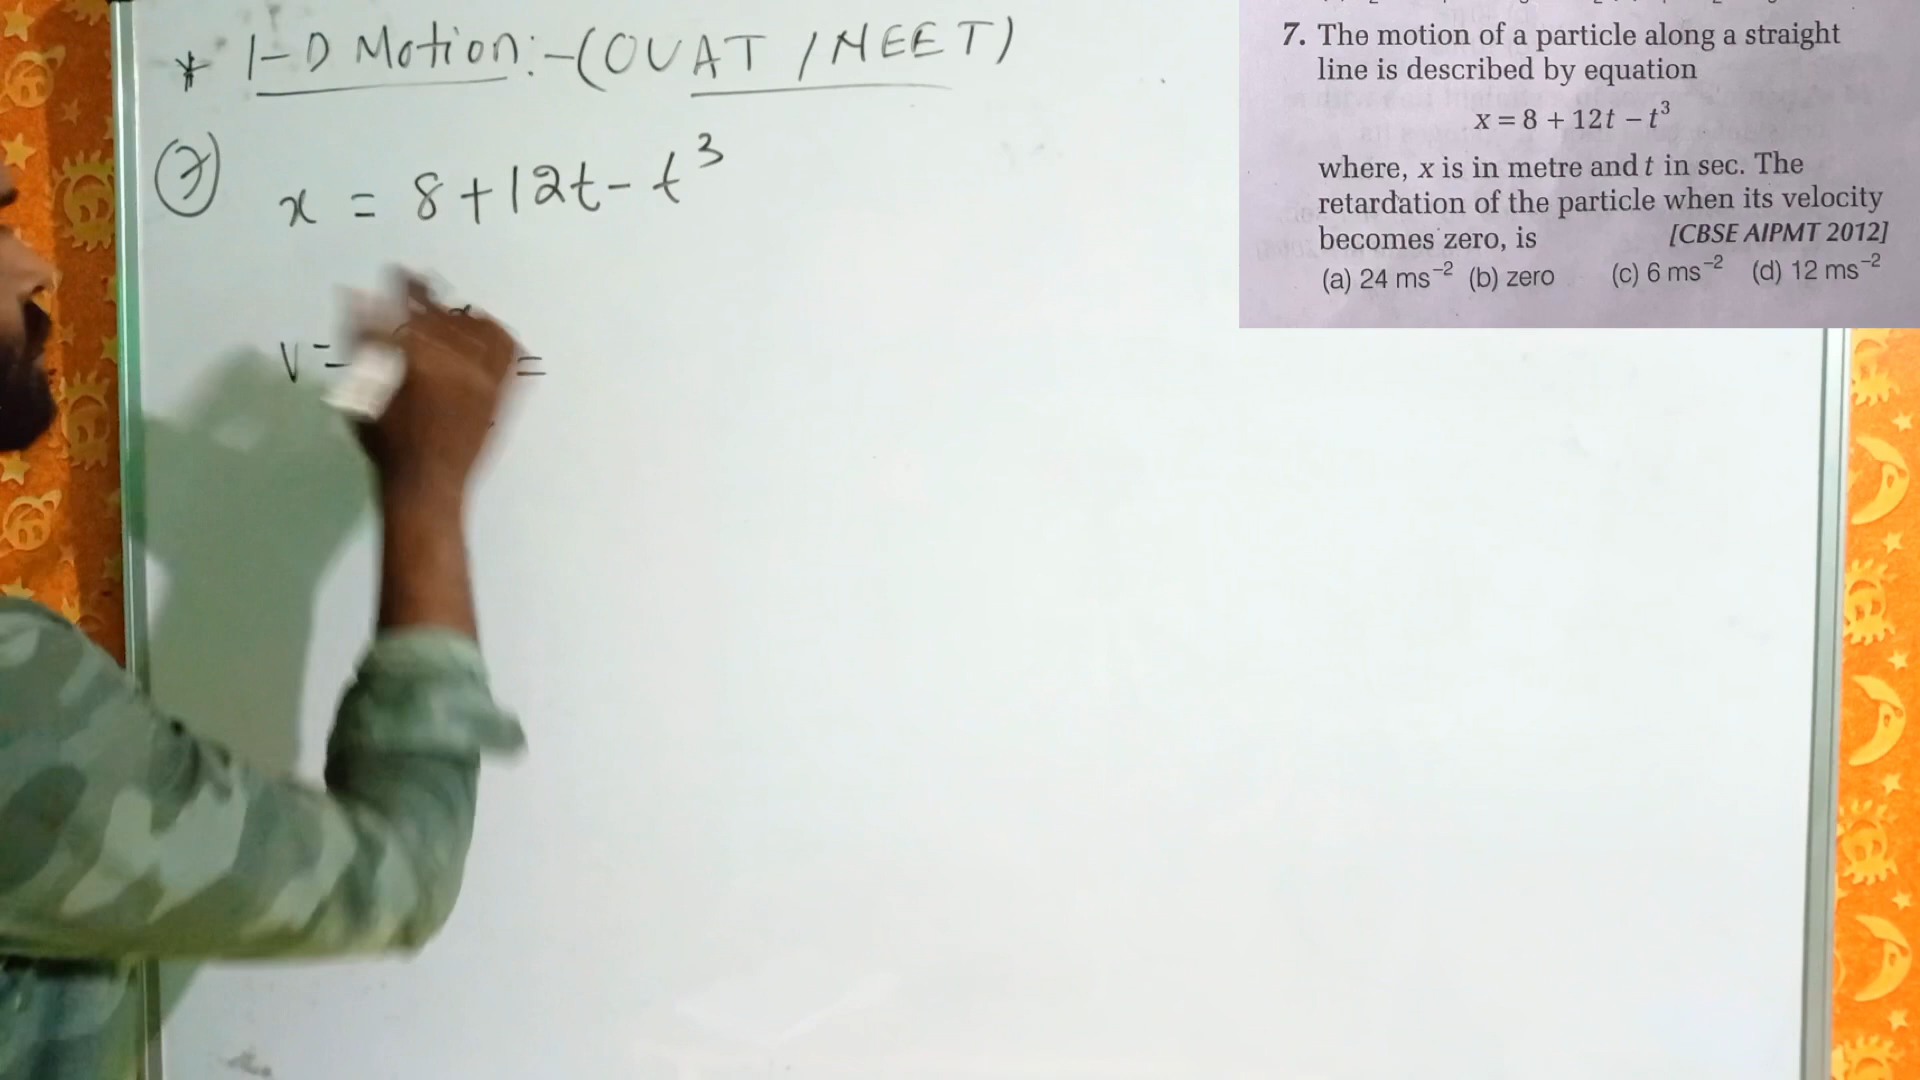 * 1-D Motion:-(OUAT / NEET)
(7) x = 8+12t-t³
v = =
7. The motion of a particle along a straight
line is described by equation
x = 8 + 12t – t³
where, x is in metre and t in sec. The
retardation of the particle when its velocity
becomes zero, is [CBSE AIPMT 2012]
(a) 24 ms⁻² (b) zero (c) 6 ms⁻² (d) 12 ms⁻²